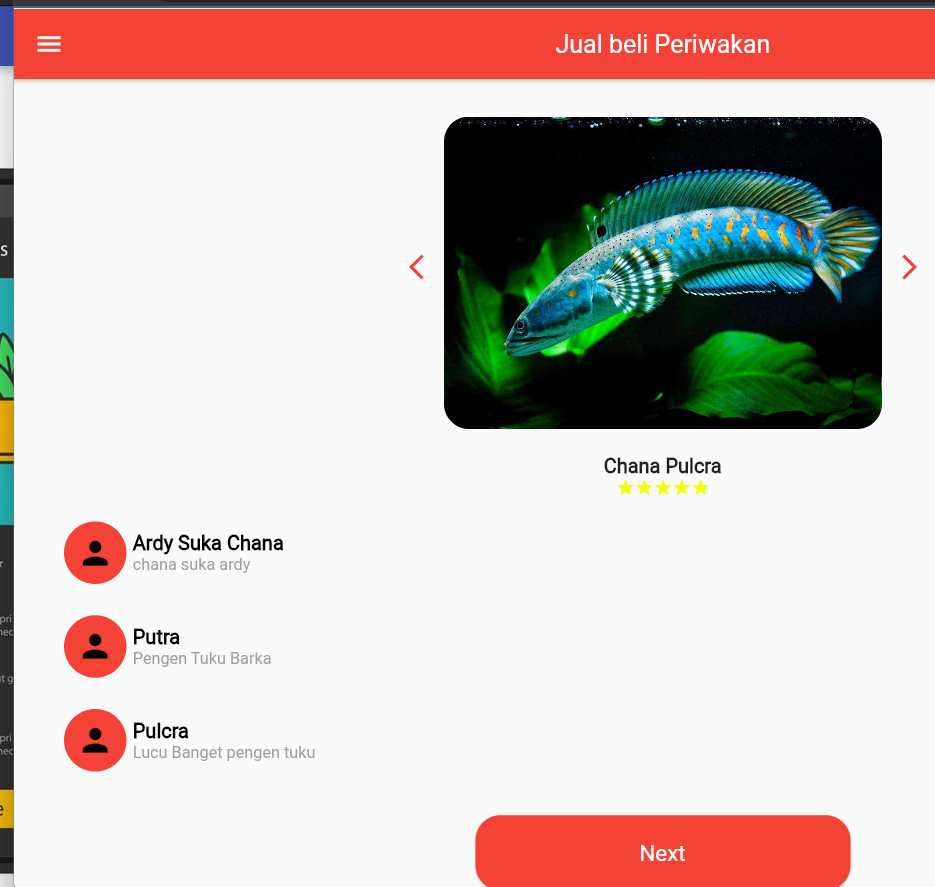 Jual beli Periwakan
Chana Pulcra
Ardy Suka Chana
chana suka ardy
Putra
Pengen Tuku Barka
Pulcra
Lucu Banget pengen tuku
Next